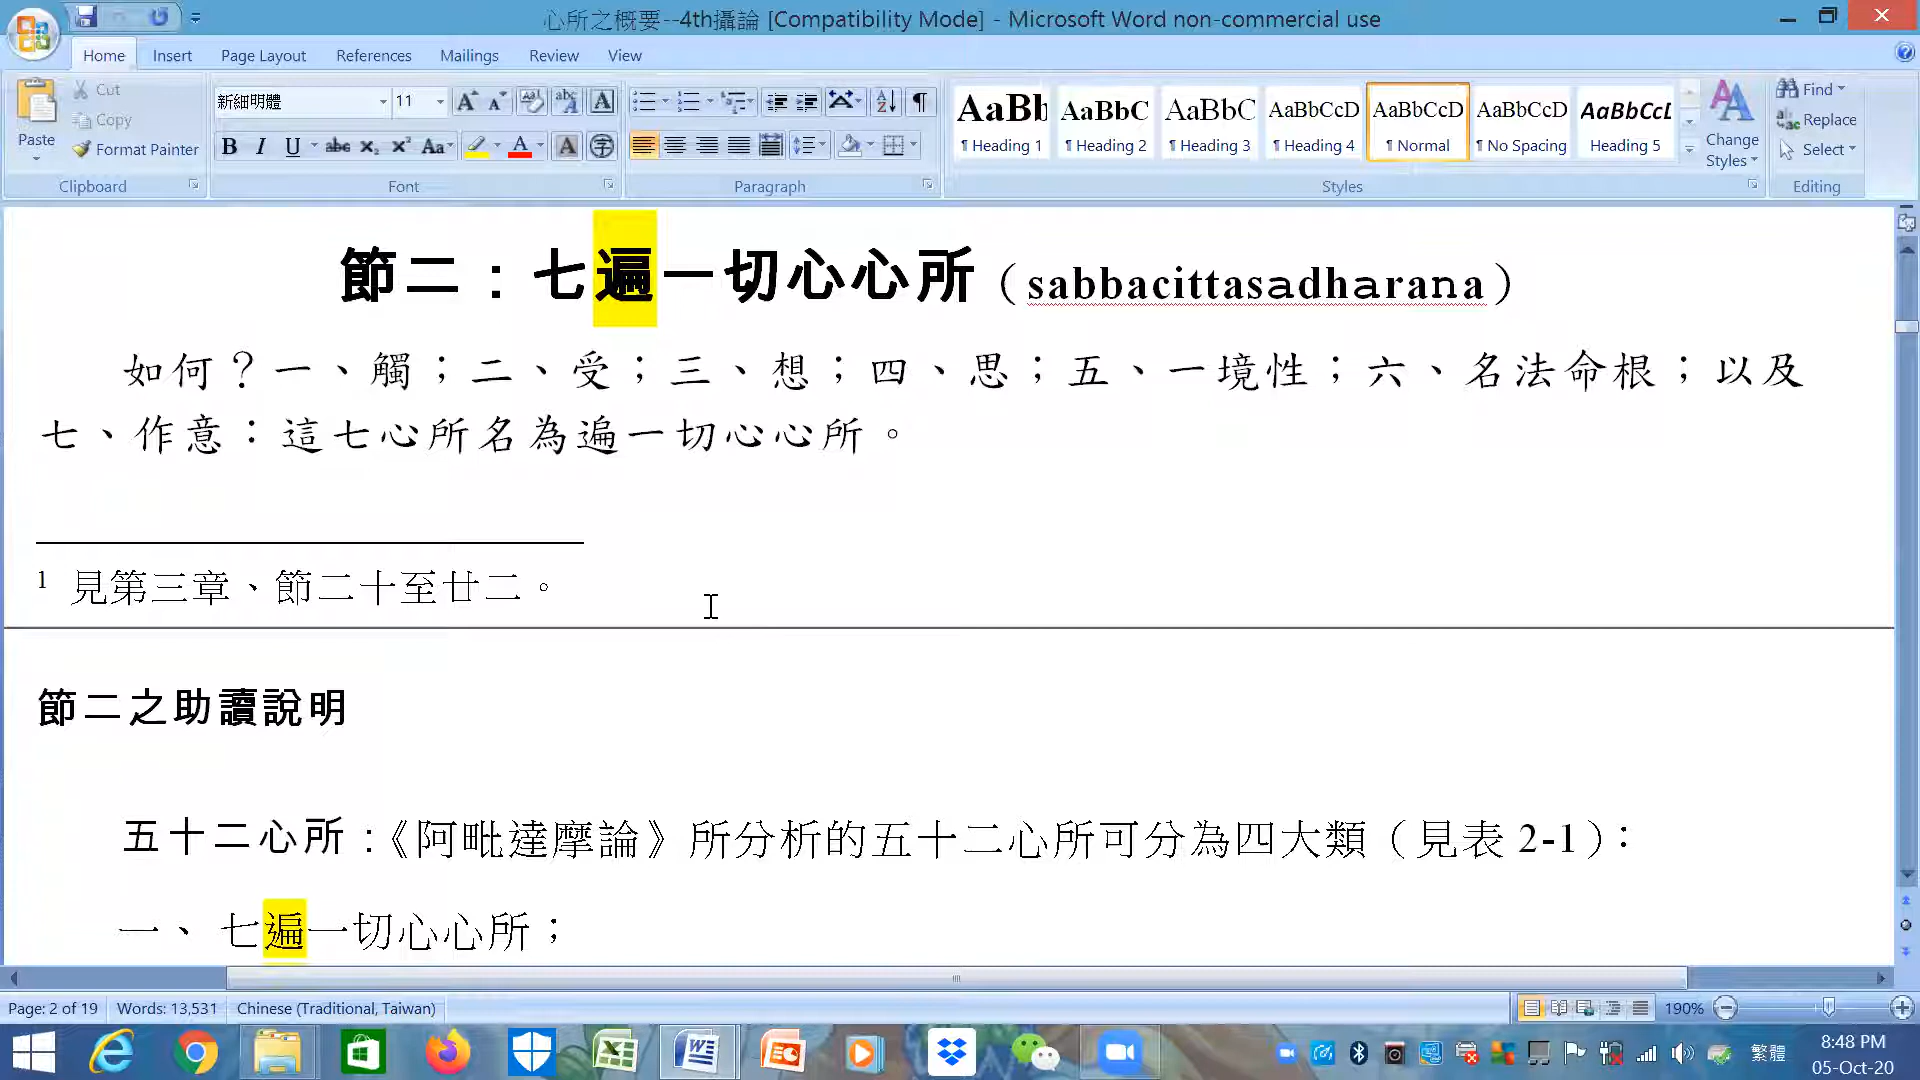 心所之概要--4th攝論 [Compatibility Mode] - Microsoft Word non-commercial use
Home Insert Page Layout References Mailings Review View
Paste Cut Copy Format Painter Clipboard
新細明體 11
B I U abc x₂ x² Aa A A Font
Paragraph
AaBb AaBbC AaBbC AaBbCcD AaBbCcD AaBbCcD AaBbCcD
¶ Heading 1 ¶ Heading 2 ¶ Heading 3 ¶ Heading 4 ¶ Normal ¶ No Spacing Heading 5
Styles
Change Styles
Find
Replace
Select
Editing
節二：七遍一切心心所（sabbacittasadharana）
如何？一、觸；二、受；三、想；四、思；五、一境性；六、名法命根；以及
七、作意：這七心所名為遍一切心心所。
1 見第三章、節二十至廿二。
節二之助讀說明
五十二心所：《阿毗達摩論》所分析的五十二心所可分為四大類（見表 2-1）：
一、 七遍一切心心所；
Page: 2 of 19 Words: 13,531 Chinese (Traditional, Taiwan) 190%
繁體 8:48 PM
05-Oct-20